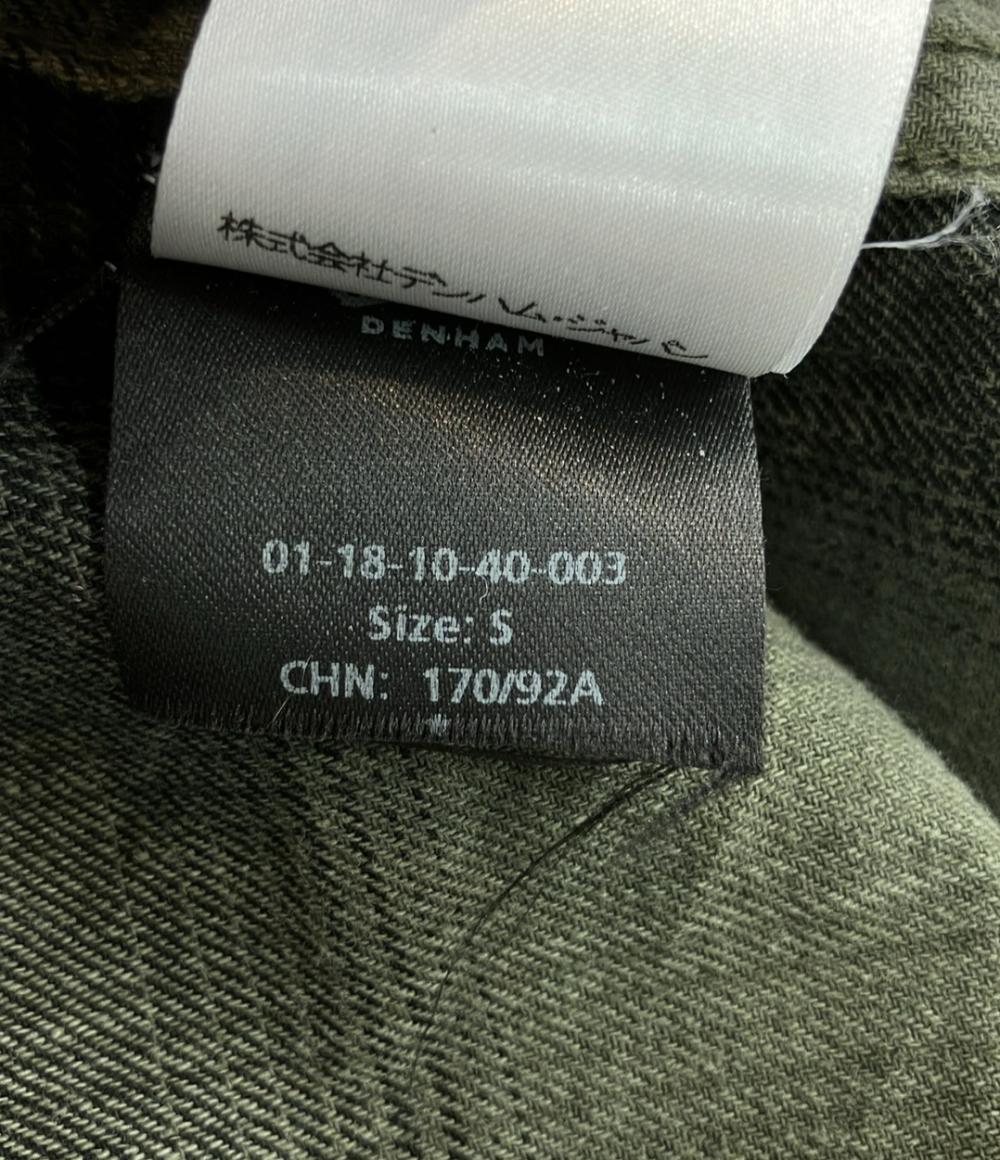 株式会社デンハム・ジャパン
DENHAM
01-18-10-40-003
Size: S
CHN: 170/92A